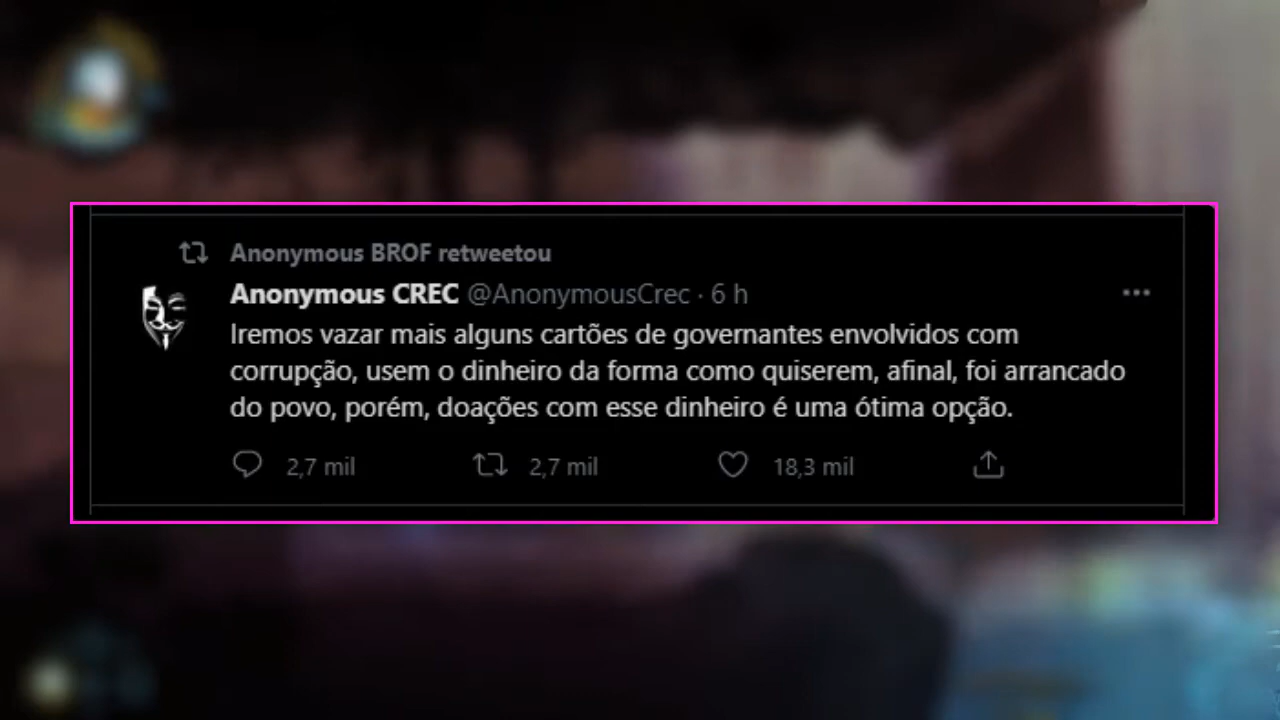 Anonymous BROF retweetou
Anonymous CREC @AnonymousCrec · 6 h
Iremos vazar mais alguns cartões de governantes envolvidos com
corrupção, usem o dinheiro da forma como quiserem, afinal, foi arrancado
do povo, porém, doações com esse dinheiro é uma ótima opção.
2,7 mil 2,7 mil 18,3 mil